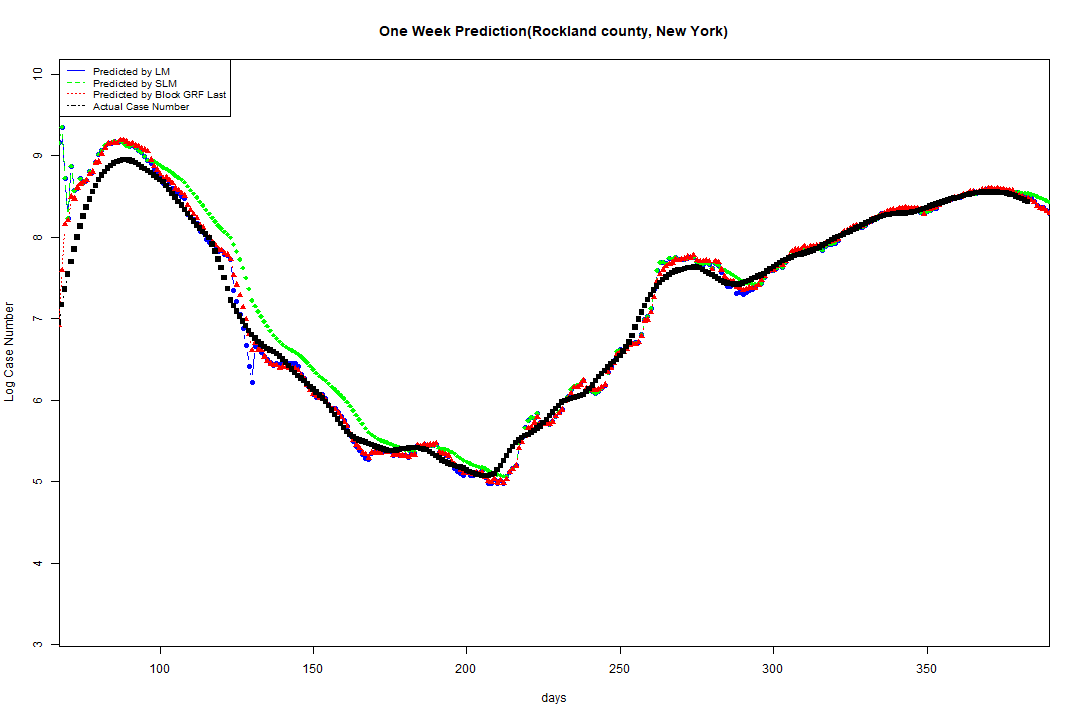 One Week Prediction(Rockland county, New York)
Predicted by LM
Predicted by SLM
Predicted by Block GRF Last
Actual Case Number
10
9
8
7
6
5
4
3
Log Case Number
100 150 200 250 300 350
days